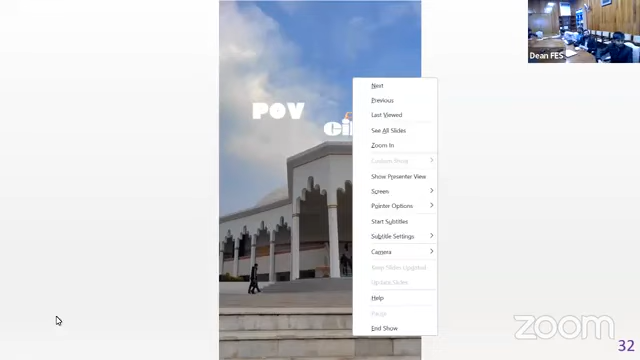 Dean FES
POV
Next
Previous
Last Viewed
See All Slides
Zoom In
Custom Show
Show Presenter View
Screen
Pointer Options
Start Subtitles
Subtitle Settings
Camera
Keep Slides Updated
Update Slides
Help
Pause
End Show
zoom
32